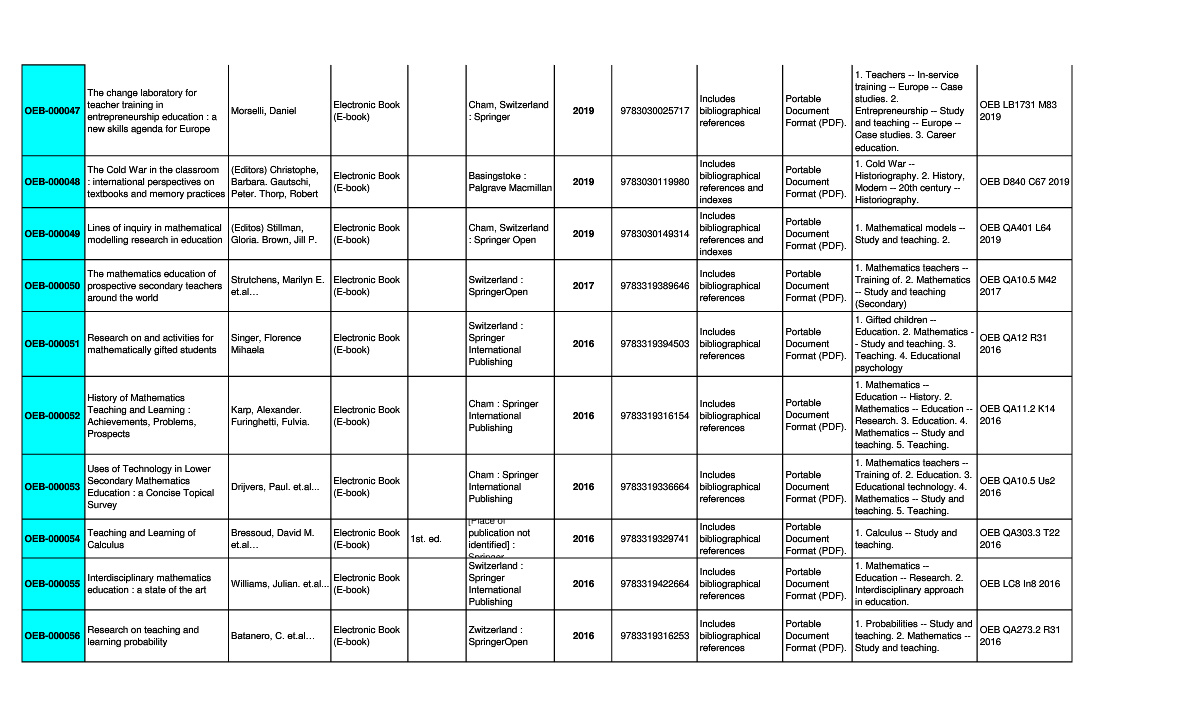 OEB-000047
The change laboratory for
teacher training in
entrepreneurship education : a
new skills agenda for Europe
Morselli, Daniel
Electronic Book
(E-book)
Cham, Switzerland
: Springer
2019
9783030025717
Includes
bibliographical
references
Portable
Document
Format (PDF).
1. Teachers -- In-service
training -- Europe -- Case
studies. 2.
Entrepreneurship -- Study
and teaching -- Europe --
Case studies. 3. Career
education.
OEB LB1731 M83
2019
OEB-000048
The Cold War in the classroom
: international perspectives on
textbooks and memory practices
(Editors) Christophe,
Barbara. Gautschi,
Peter. Thorp, Robert
Electronic Book
(E-book)
Basingstoke :
Palgrave Macmillan
2019
9783030119980
Includes
bibliographical
references and
indexes
Portable
Document
Format (PDF).
1. Cold War --
Historiography. 2. History,
Modern -- 20th century --
Historiography.
OEB D840 C67 2019
OEB-000049
Lines of inquiry in mathematical
modelling research in education
(Editos) Stillman,
Gloria. Brown, Jill P.
Electronic Book
(E-book)
Cham, Switzerland
: Springer Open
2019
9783030149314
Includes
bibliographical
references and
indexes
Portable
Document
Format (PDF).
1. Mathematical models --
Study and teaching. 2.
OEB QA401 L64
2019
OEB-000050
The mathematics education of
prospective secondary teachers
around the world
Strutchens, Marilyn E.
et.al...
Electronic Book
(E-book)
Switzerland :
SpringerOpen
2017
9783319389646
Includes
bibliographical
references
Portable
Document
Format (PDF).
1. Mathematics teachers --
Training of. 2. Mathematics
-- Study and teaching
(Secondary)
OEB QA10.5 M42
2017
OEB-000051
Research on and activities for
mathematically gifted students
Singer, Florence
Mihaela
Electronic Book
(E-book)
Switzerland :
Springer
International
Publishing
2016
9783319394503
Includes
bibliographical
references
Portable
Document
Format (PDF).
1. Gifted children --
Education. 2. Mathematics -
- Study and teaching. 3.
Teaching. 4. Educational
psychology
OEB QA12 R31
2016
OEB-000052
History of Mathematics
Teaching and Learning :
Achievements, Problems,
Prospects
Karp, Alexander.
Furinghetti, Fulvia.
Electronic Book
(E-book)
Cham : Springer
International
Publishing
2016
9783319316154
Includes
bibliographical
references
Portable
Document
Format (PDF).
1. Mathematics --
Education -- History. 2.
Mathematics -- Education --
Research. 3. Education. 4.
Mathematics -- Study and
teaching. 5. Teaching.
OEB QA11.2 K14
2016
OEB-000053
Uses of Technology in Lower
Secondary Mathematics
Education : a Concise Topical
Survey
Drijvers, Paul. et.al...
Electronic Book
(E-book)
Cham : Springer
International
Publishing
2016
9783319336664
Includes
bibliographical
references
Portable
Document
Format (PDF).
1. Mathematics teachers --
Training of. 2. Education. 3.
Educational technology. 4.
Mathematics -- Study and
teaching. 5. Teaching.
OEB QA10.5 Us2
2016
OEB-000054
Teaching and Learning of
Calculus
Bressoud, David M.
et.al...
Electronic Book
(E-book)
1st. ed.
[Place of
publication not
identified] :
Springer
2016
9783319329741
Includes
bibliographical
references
Portable
Document
Format (PDF).
1. Calculus -- Study and
teaching.
OEB QA303.3 T22
2016
OEB-000055
Interdisciplinary mathematics
education : a state of the art
Williams, Julian. et.al...
Electronic Book
(E-book)
Switzerland :
Springer
International
Publishing
2016
9783319422664
Includes
bibliographical
references
Portable
Document
Format (PDF).
1. Mathematics --
Education -- Research. 2.
Interdisciplinary approach
in education.
OEB LC8 In8 2016
OEB-000056
Research on teaching and
learning probability
Batanero, C. et.al...
Electronic Book
(E-book)
Zwitzerland :
SpringerOpen
2016
9783319316253
Includes
bibliographical
references
Portable
Document
Format (PDF).
1. Probabilities -- Study and
teaching. 2. Mathematics --
Study and teaching.
OEB QA273.2 R31
2016